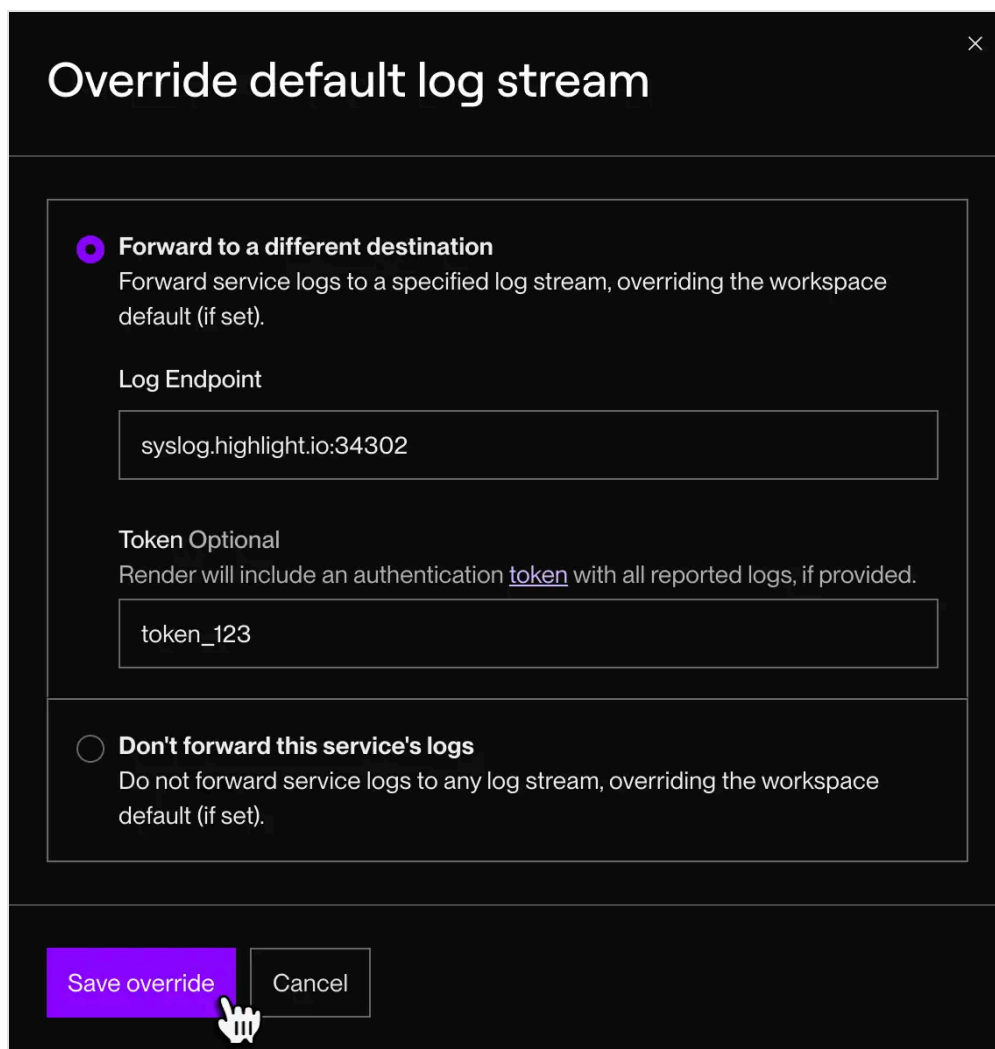 Override default log stream
Forward to a different destination
Forward service logs to a specified log stream, overriding the workspace
default (if set).
Log Endpoint
syslog.highlight.io:34302
Token Optional
Render will include an authentication token with all reported logs, if provided.
token_123
Don't forward this service's logs
Do not forward service logs to any log stream, overriding the workspace
default (if set).
Save override
Cancel